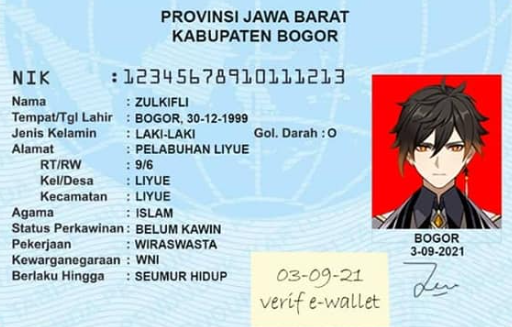 PROVINSI JAWA BARAT
KABUPATEN BOGOR
NIK : 12345678910111213
Nama : ZULKIFLI
Tempat/Tgl Lahir : BOGOR, 30-12-1999
Jenis Kelamin : LAKI-LAKI Gol. Darah : O
Alamat : PELABUHAN LIYUE
RT/RW : 9/6
Kel/Desa : LIYUE
Kecamatan : LIYUE
Agama : ISLAM
Status Perkawinan: BELUM KAWIN
Pekerjaan : WIRASWASTA
Kewarganegaraan : WNI
Berlaku Hingga : SEUMUR HIDUP
BOGOR
3-09-2021
03-09-21
verif e-wallet